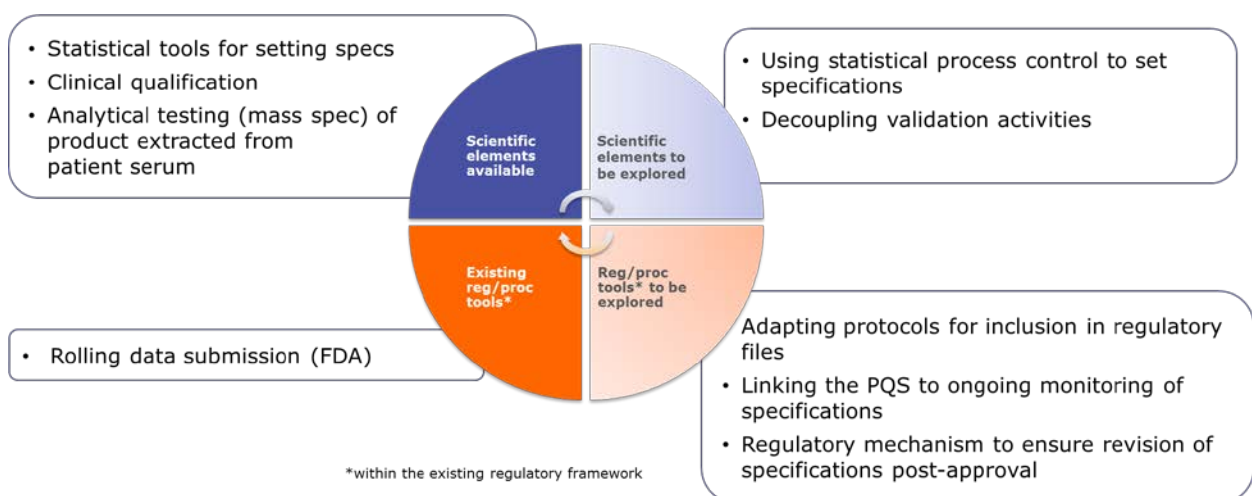 • Statistical tools for setting specs
• Clinical qualification
• Analytical testing (mass spec) of
product extracted from
patient serum
• Using statistical process control to set
specifications
• Decoupling validation activities
Scientific
elements
available
Scientific
elements to
be explored
Existing
reg/proc
tools*
Reg/proc
tools* to be
explored
• Rolling data submission (FDA)
Adapting protocols for inclusion in regulatory
files
• Linking the PQS to ongoing monitoring of
specifications
• Regulatory mechanism to ensure revision of
specifications post-approval
*within the existing regulatory framework